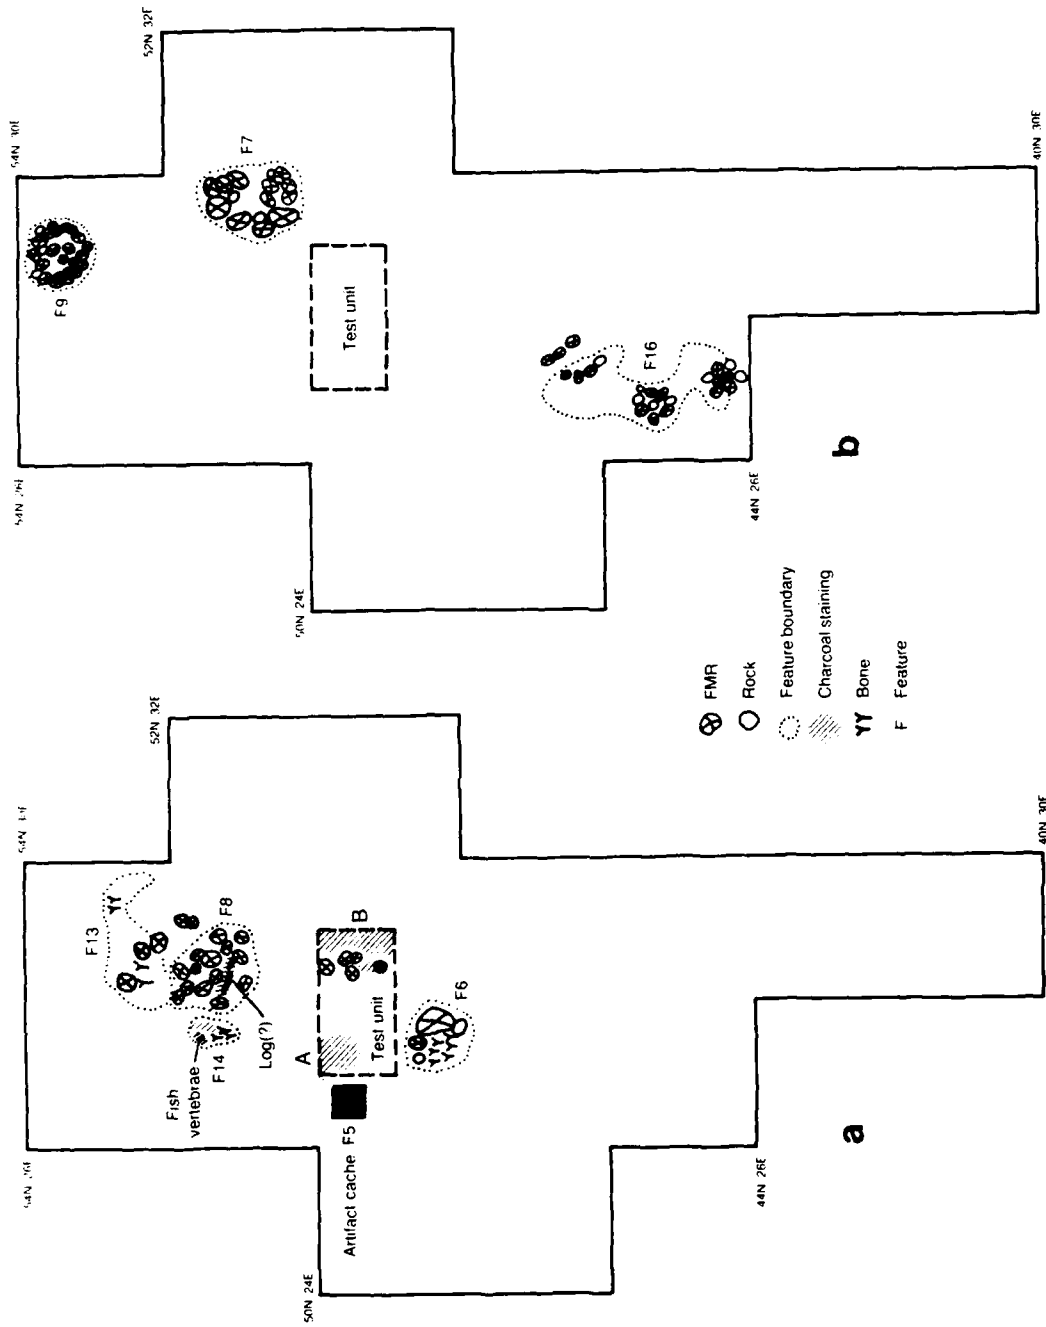 52N 32E
54N 30E
F7
F9
Test unit
F16
40N 30E
54N 26E
50N 24E
44N 26E
b
FMR
Rock
Feature boundary
Charcoal staining
Bone
F Feature
52N 32E
F13
F8
B
A
Test unit
F6
Log(?)
F14
Fish
vertebrae
Artifact cache F5
40N 30E
54N 26E
50N 24E
44N 26E
a